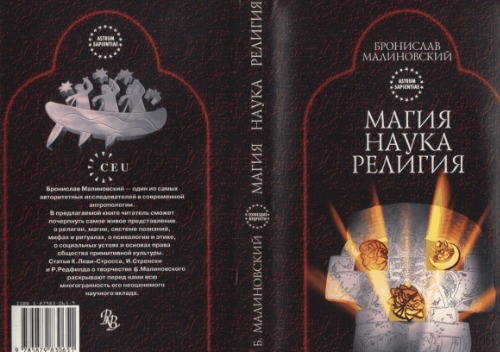 ASTRUM
SAPIENTIAE
CEU
Бронислав Малиновский — один из самых
авторитетных исследователей в современной
антропологии.
В предлагаемой книге читатель сможет
почерпнуть самое живое представление
о религии, магии, системе познаний,
мифах и ритуалах, о психологии и этике,
о социальных устоях и основах права
общества примитивной культуры.
Статьи К.Леви-Стросса, И.Стренски
и Р.Редфилда о творчестве Б.Малиновского
раскрывают перед нами всю
многогранность его неоценимого
научного вклада.
Б. МАЛИНОВСКИЙ
МАГИЯ НАУКА РЕЛИГИЯ
БРОНИСЛАВ
МАЛИНОВСКИЙ
ASTRUM
SAPIENTIAE
МАГИЯ
НАУКА
РЕЛИГИЯ